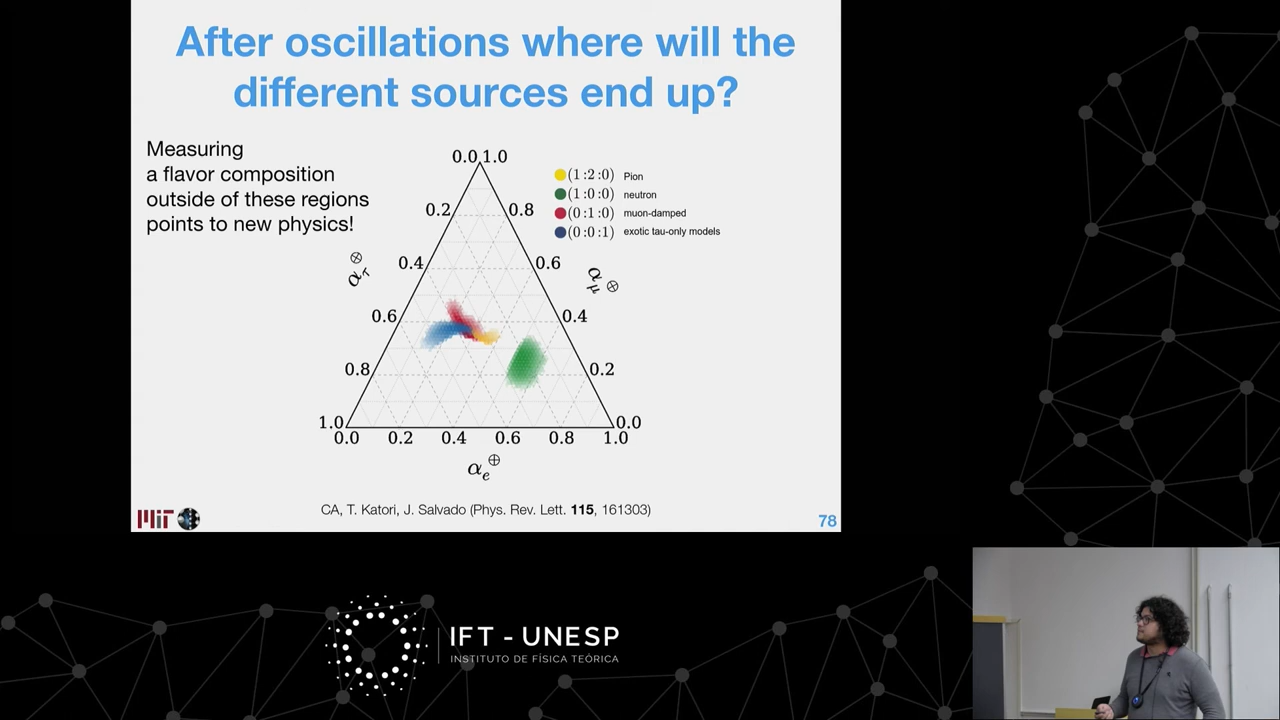 After oscillations where will the
different sources end up?
Measuring
a flavor composition
outside of these regions
points to new physics!
0.0 1.0
0.2 0.8
0.4 0.6
0.6 0.4
0.8 0.2
1.0 0.0
0.0 0.2 0.4 0.6 0.8 1.0
α_τ^⊕
α_μ^⊕
α_e^⊕
(1:2:0) Pion
(1:0:0) neutron
(0:1:0) muon-damped
(0:0:1) exotic tau-only models
CA, T. Katori, J. Salvado (Phys. Rev. Lett. 115, 161303)
MIT
78
IFT - UNESP
INSTITUTO DE FÍSICA TEÓRICA